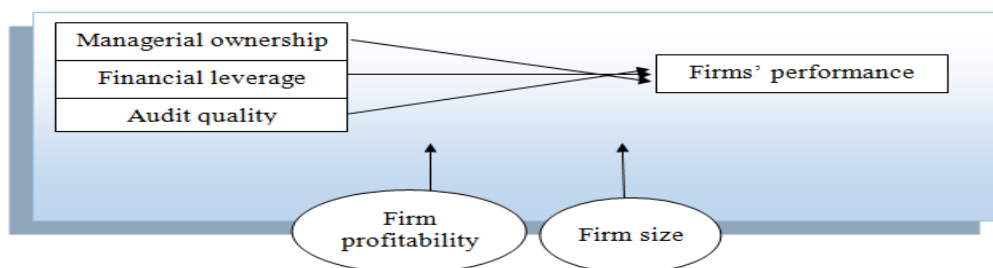 Managerial ownership
Financial leverage
Audit quality
Firms' performance
Firm
profitability
Firm size